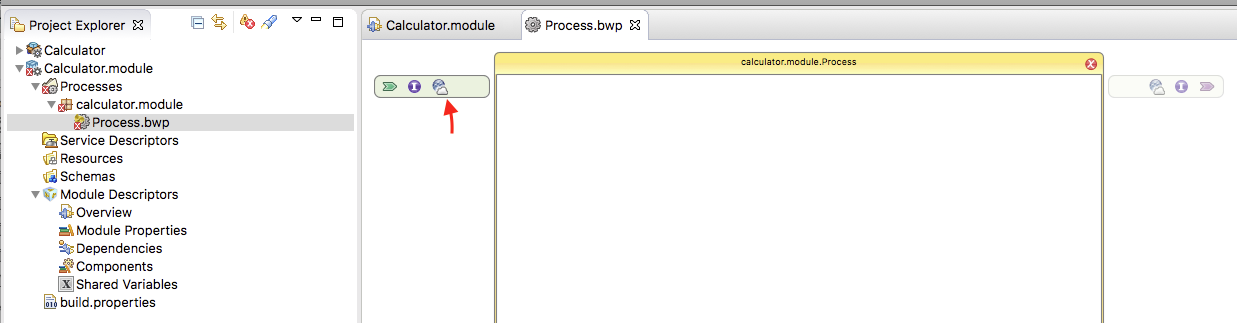 Project Explorer
Calculator
Calculator.module
Processes
calculator.module
Process.bwp
Service Descriptors
Resources
Schemas
Module Descriptors
Overview
Module Properties
Dependencies
Components
X Shared Variables
010 build.properties
Calculator.module
Process.bwp
calculator.module.Process
I
I